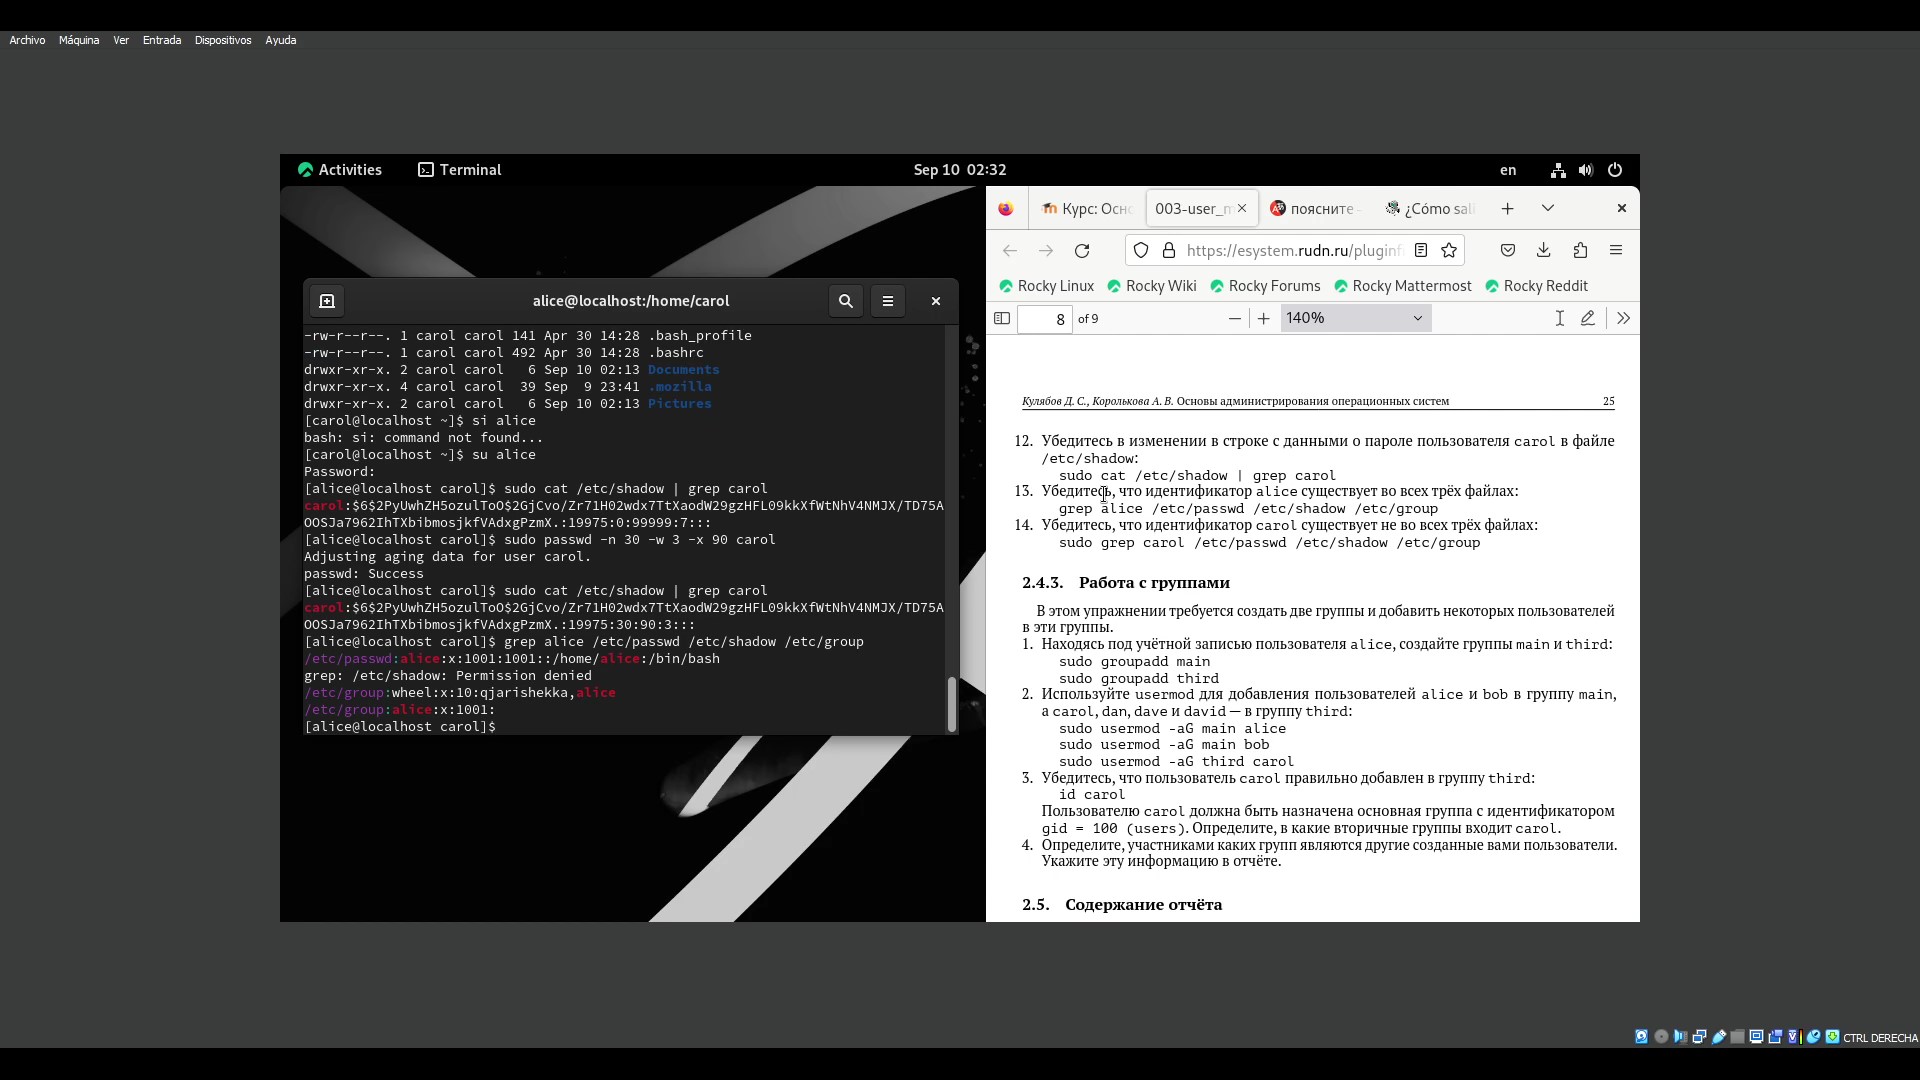 Archivo Máquina Ver Entrada Dispositivos Ayuda
Activities Terminal Sep 10 02:32 en
alice@localhost:/home/carol
-rw-r--r--. 1 carol carol 141 Apr 30 14:28 .bash_profile
-rw-r--r--. 1 carol carol 492 Apr 30 14:28 .bashrc
drwxr-xr-x. 2 carol carol   6 Sep 10 02:13 Documents
drwxr-xr-x. 4 carol carol  39 Sep  9 23:41 .mozilla
drwxr-xr-x. 2 carol carol   6 Sep 10 02:13 Pictures
[carol@localhost ~]$ si alice
bash: si: command not found...
[carol@localhost ~]$ su alice
Password:
[alice@localhost carol]$ sudo cat /etc/shadow | grep carol
carol:$6$2PyUwhZH5ozulToO$2GjCvo/Zr71H02wdx7TtXaodW29gzHFL09kkXfWtNhV4NMJX/TD75A
OOSJa7962IhTXbibmosjkfVAdxgPzmX.:19975:0:99999:7:::
[alice@localhost carol]$ sudo passwd -n 30 -w 3 -x 90 carol
Adjusting aging data for user carol.
passwd: Success
[alice@localhost carol]$ sudo cat /etc/shadow | grep carol
carol:$6$2PyUwhZH5ozulToO$2GjCvo/Zr71H02wdx7TtXaodW29gzHFL09kkXfWtNhV4NMJX/TD75A
OOSJa7962IhTXbibmosjkfVAdxgPzmX.:19975:30:90:3:::
[alice@localhost carol]$ grep alice /etc/passwd /etc/shadow /etc/group
/etc/passwd:alice:x:1001:1001::/home/alice:/bin/bash
grep: /etc/shadow: Permission denied
/etc/group:wheel:x:10:qjarishekka,alice
/etc/group:alice:x:1001:
[alice@localhost carol]$
Курс: Осно 003-user_m поясните - ¿Cómo sali
https://esystem.rudn.ru/pluginf
Rocky Linux Rocky Wiki Rocky Forums Rocky Mattermost Rocky Reddit
8 of 9 140%
Кулябов Д. С., Королькова А. В. Основы администрирования операционных систем 25
12. Убедитесь в изменении в строке с данными о пароле пользователя carol в файле
/etc/shadow:
sudo cat /etc/shadow | grep carol
13. Убедитесь, что идентификатор alice существует во всех трёх файлах:
grep alice /etc/passwd /etc/shadow /etc/group
14. Убедитесь, что идентификатор carol существует не во всех трёх файлах:
sudo grep carol /etc/passwd /etc/shadow /etc/group
2.4.3. Работа с группами
В этом упражнении требуется создать две группы и добавить некоторых пользователей
в эти группы.
1. Находясь под учётной записью пользователя alice, создайте группы main и third:
sudo groupadd main
sudo groupadd third
2. Используйте usermod для добавления пользователей alice и bob в группу main,
а carol, dan, dave и david — в группу third:
sudo usermod -aG main alice
sudo usermod -aG main bob
sudo usermod -aG third carol
3. Убедитесь, что пользователь carol правильно добавлен в группу third:
id carol
Пользователю carol должна быть назначена основная группа с идентификатором
gid = 100 (users). Определите, в какие вторичные группы входит carol.
4. Определите, участниками каких групп являются другие созданные вами пользователи.
Укажите эту информацию в отчёте.
2.5. Содержание отчёта
CTRL DERECHA